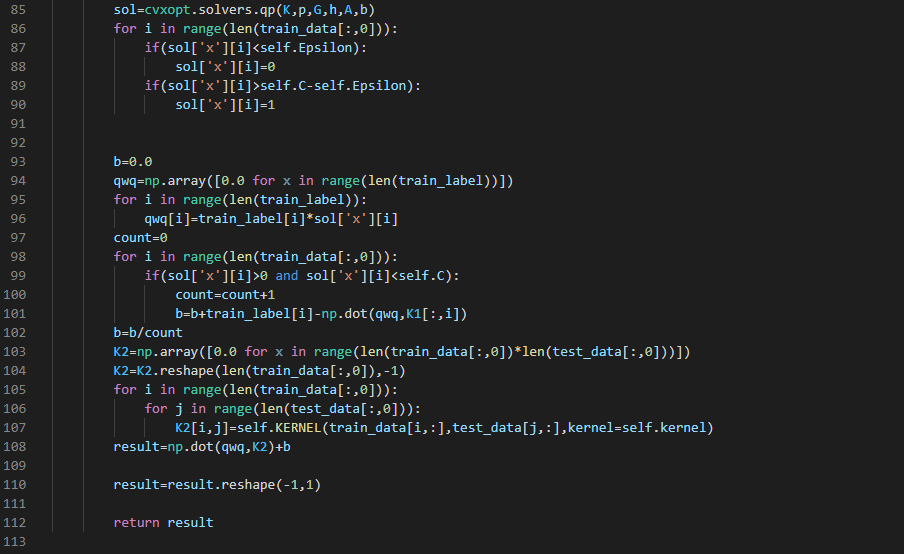 85 sol=cvxopt.solvers.qp(K,p,G,h,A,b)
86 for i in range(len(train_data[:,0])):
87 if(sol['x'][i]<self.Epsilon):
88 sol['x'][i]=0
89 if(sol['x'][i]>self.C-self.Epsilon):
90 sol['x'][i]=1
91
92
93 b=0.0
94 qwq=np.array([0.0 for x in range(len(train_label))])
95 for i in range(len(train_label)):
96 qwq[i]=train_label[i]*sol['x'][i]
97 count=0
98 for i in range(len(train_data[:,0])):
99 if(sol['x'][i]>0 and sol['x'][i]<self.C):
100 count=count+1
101 b=b+train_label[i]-np.dot(qwq,K1[:,i])
102 b=b/count
103 K2=np.array([0.0 for x in range(len(train_data[:,0])*len(test_data[:,0]))])
104 K2=K2.reshape(len(train_data[:,0]),-1)
105 for i in range(len(train_data[:,0])):
106 for j in range(len(test_data[:,0])):
107 K2[i,j]=self.KERNEL(train_data[i,:],test_data[j,:],kernel=self.kernel)
108 result=np.dot(qwq,K2)+b
109
110 result=result.reshape(-1,1)
111
112 return result
113